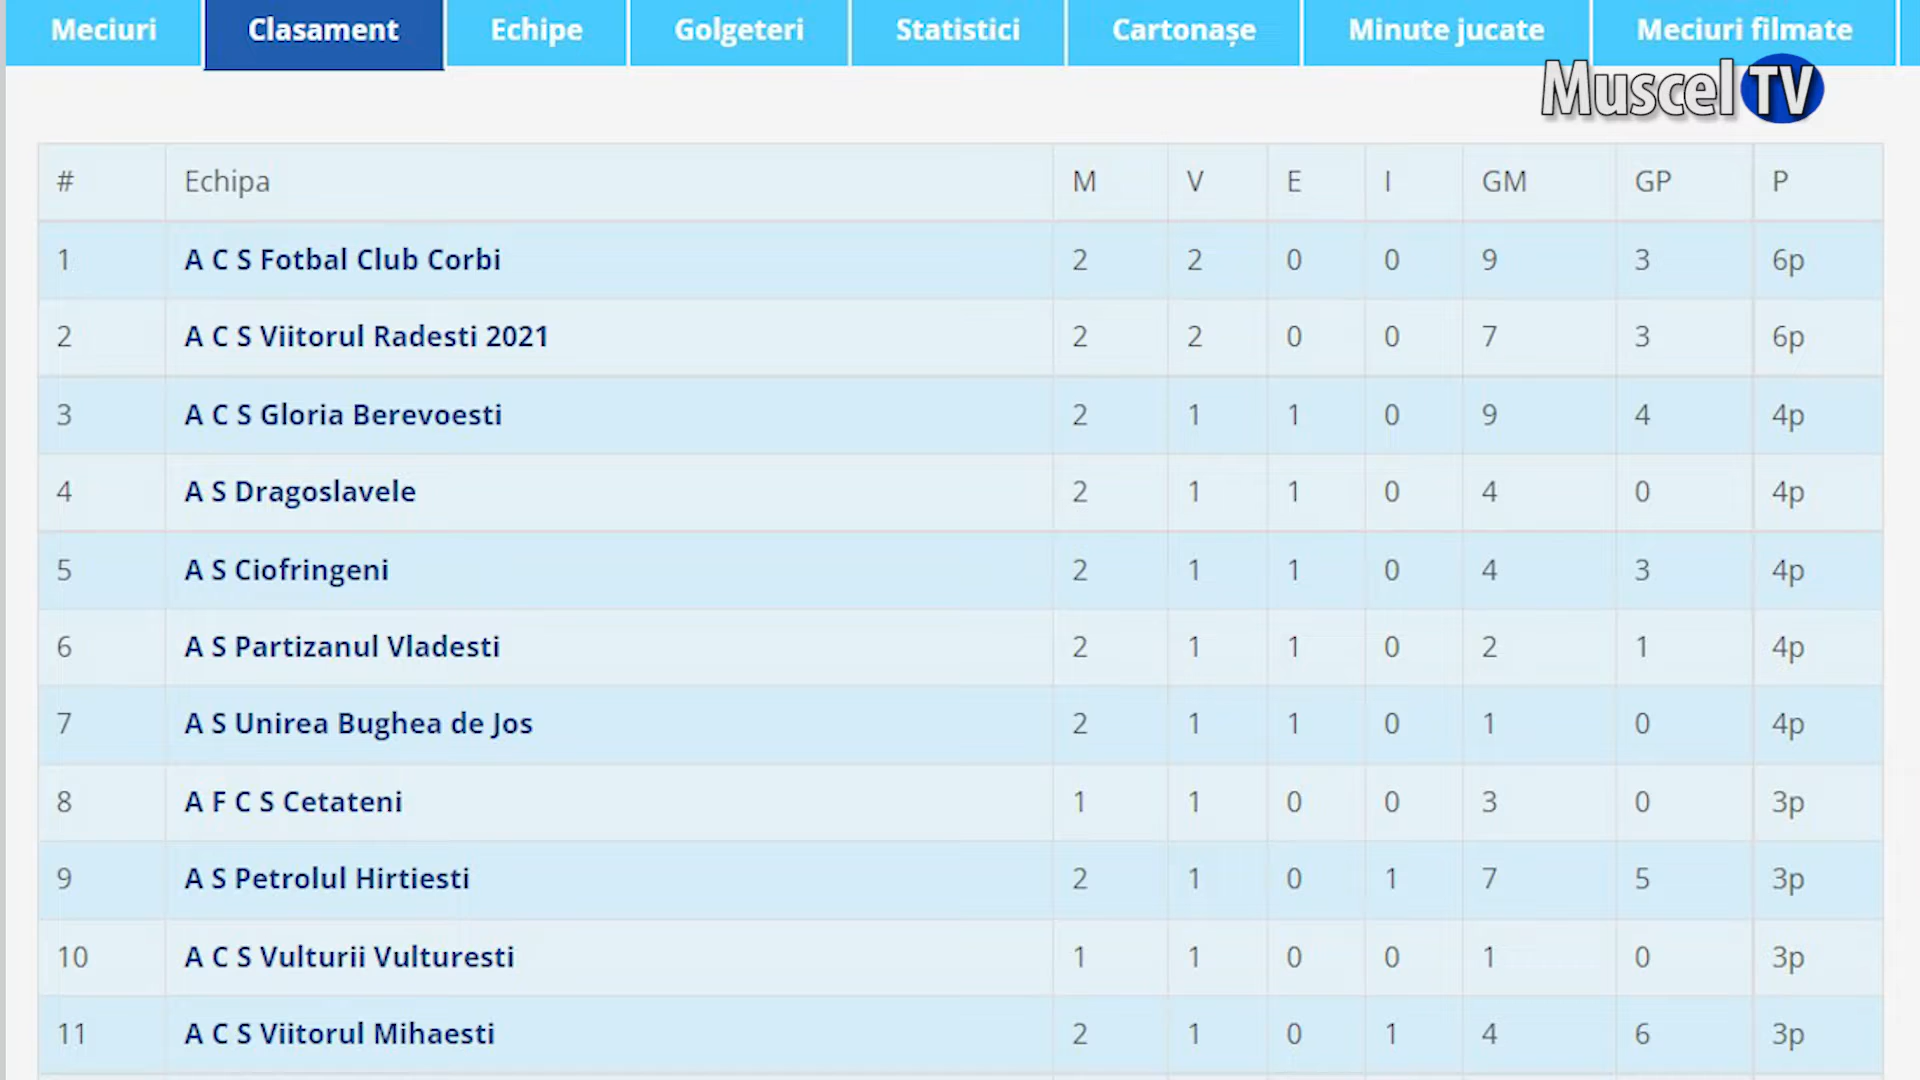 Meciuri Clasament Echipe Golgeteri Statistici Cartonașe Minute jucate Meciuri filmate
Muscel TV
# Echipa M V E I GM GP P
1 A C S Fotbal Club Corbi 2 2 0 0 9 3 6p
2 A C S Viitorul Radesti 2021 2 2 0 0 7 3 6p
3 A C S Gloria Berevoesti 2 1 1 0 9 4 4p
4 A S Dragoslavele 2 1 1 0 4 0 4p
5 A S Ciofringeni 2 1 1 0 4 3 4p
6 A S Partizanul Vladesti 2 1 1 0 2 1 4p
7 A S Unirea Bughea de Jos 2 1 1 0 1 0 4p
8 A F C S Cetateni 1 1 0 0 3 0 3p
9 A S Petrolul Hirtiesti 2 1 0 1 7 5 3p
10 A C S Vulturii Vulturesti 1 1 0 0 1 0 3p
11 A C S Viitorul Mihaesti 2 1 0 1 4 6 3p